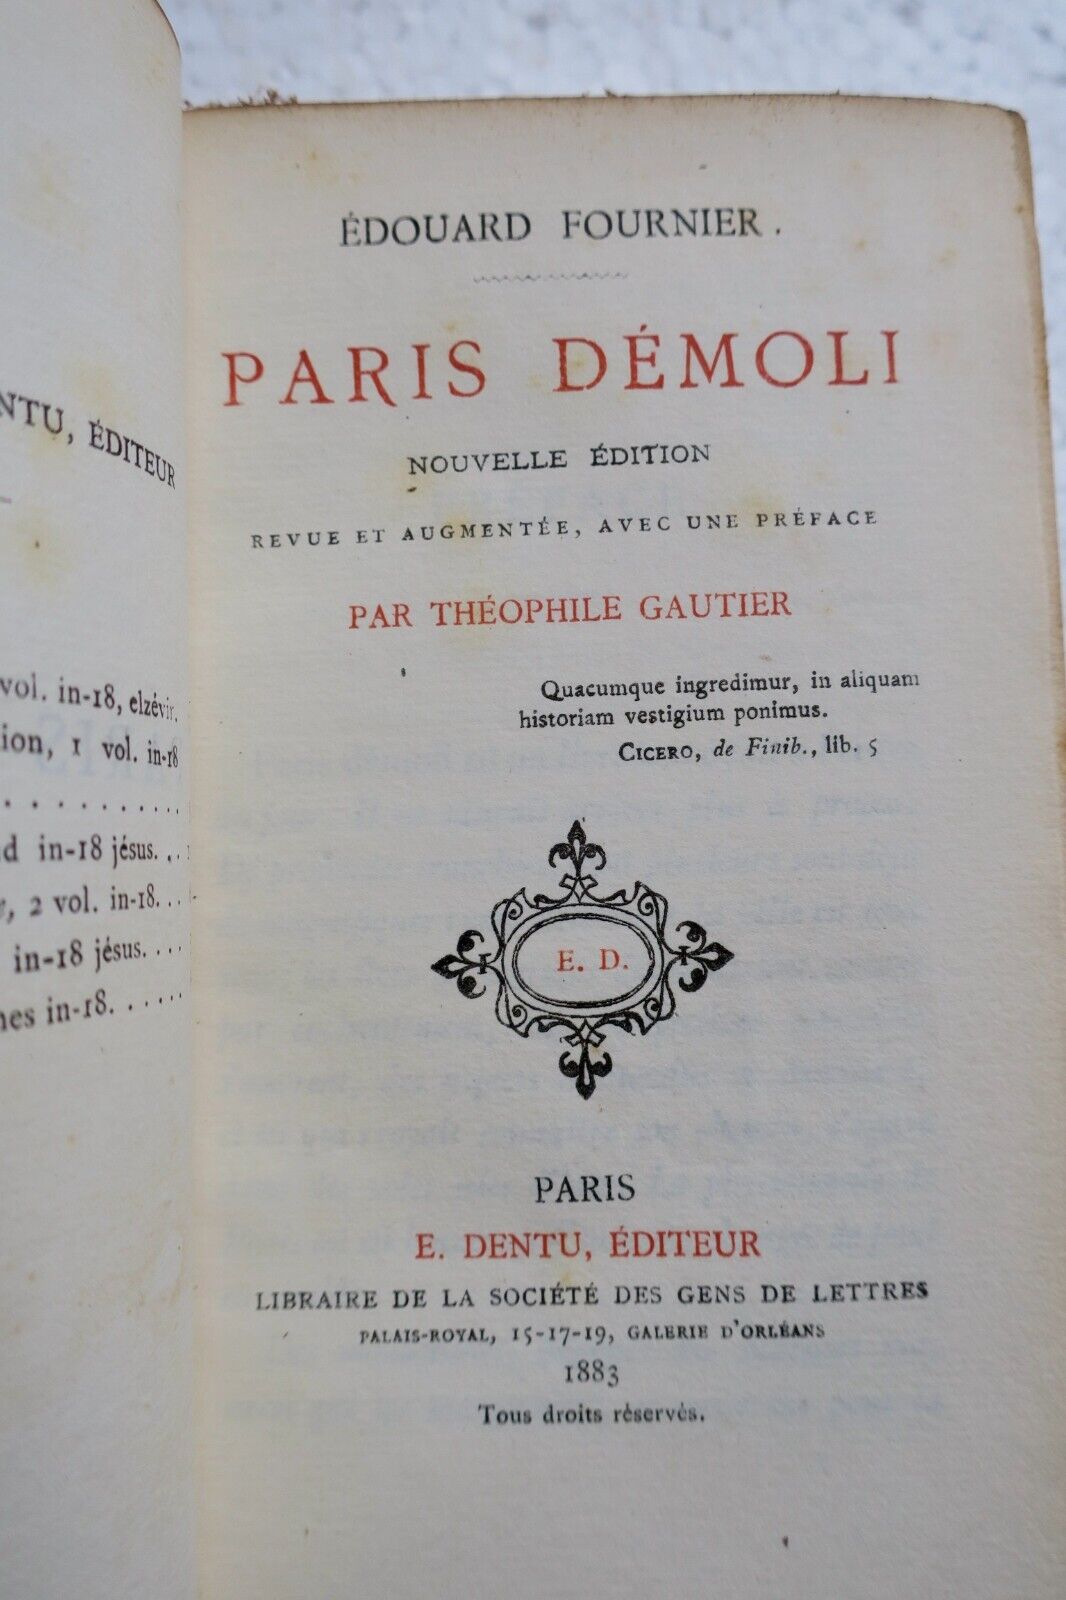 NTU, ÉDITEUR
vol. in-18, elzévir.
ion, 1 vol. in-18
. . . . . . . . . . .
d in-18 jésus. . .
, 2 vol. in-18. . .
in-18 jésus. . . .
nes in-18. . . . . .
ÉDOUARD FOURNIER.
PARIS DÉMOLI
NOUVELLE ÉDITION
REVUE ET AUGMENTÉE, AVEC UNE PRÉFACE
PAR THÉOPHILE GAUTIER
Quacumque ingredimur, in aliquam
historiam vestigium ponimus.
CICERO, de Finib., lib. 5
E. D.
PARIS
E. DENTU, ÉDITEUR
LIBRAIRE DE LA SOCIÉTÉ DES GENS DE LETTRES
PALAIS-ROYAL, 15-17-19, GALERIE D'ORLÉANS
1883
Tous droits réservés.